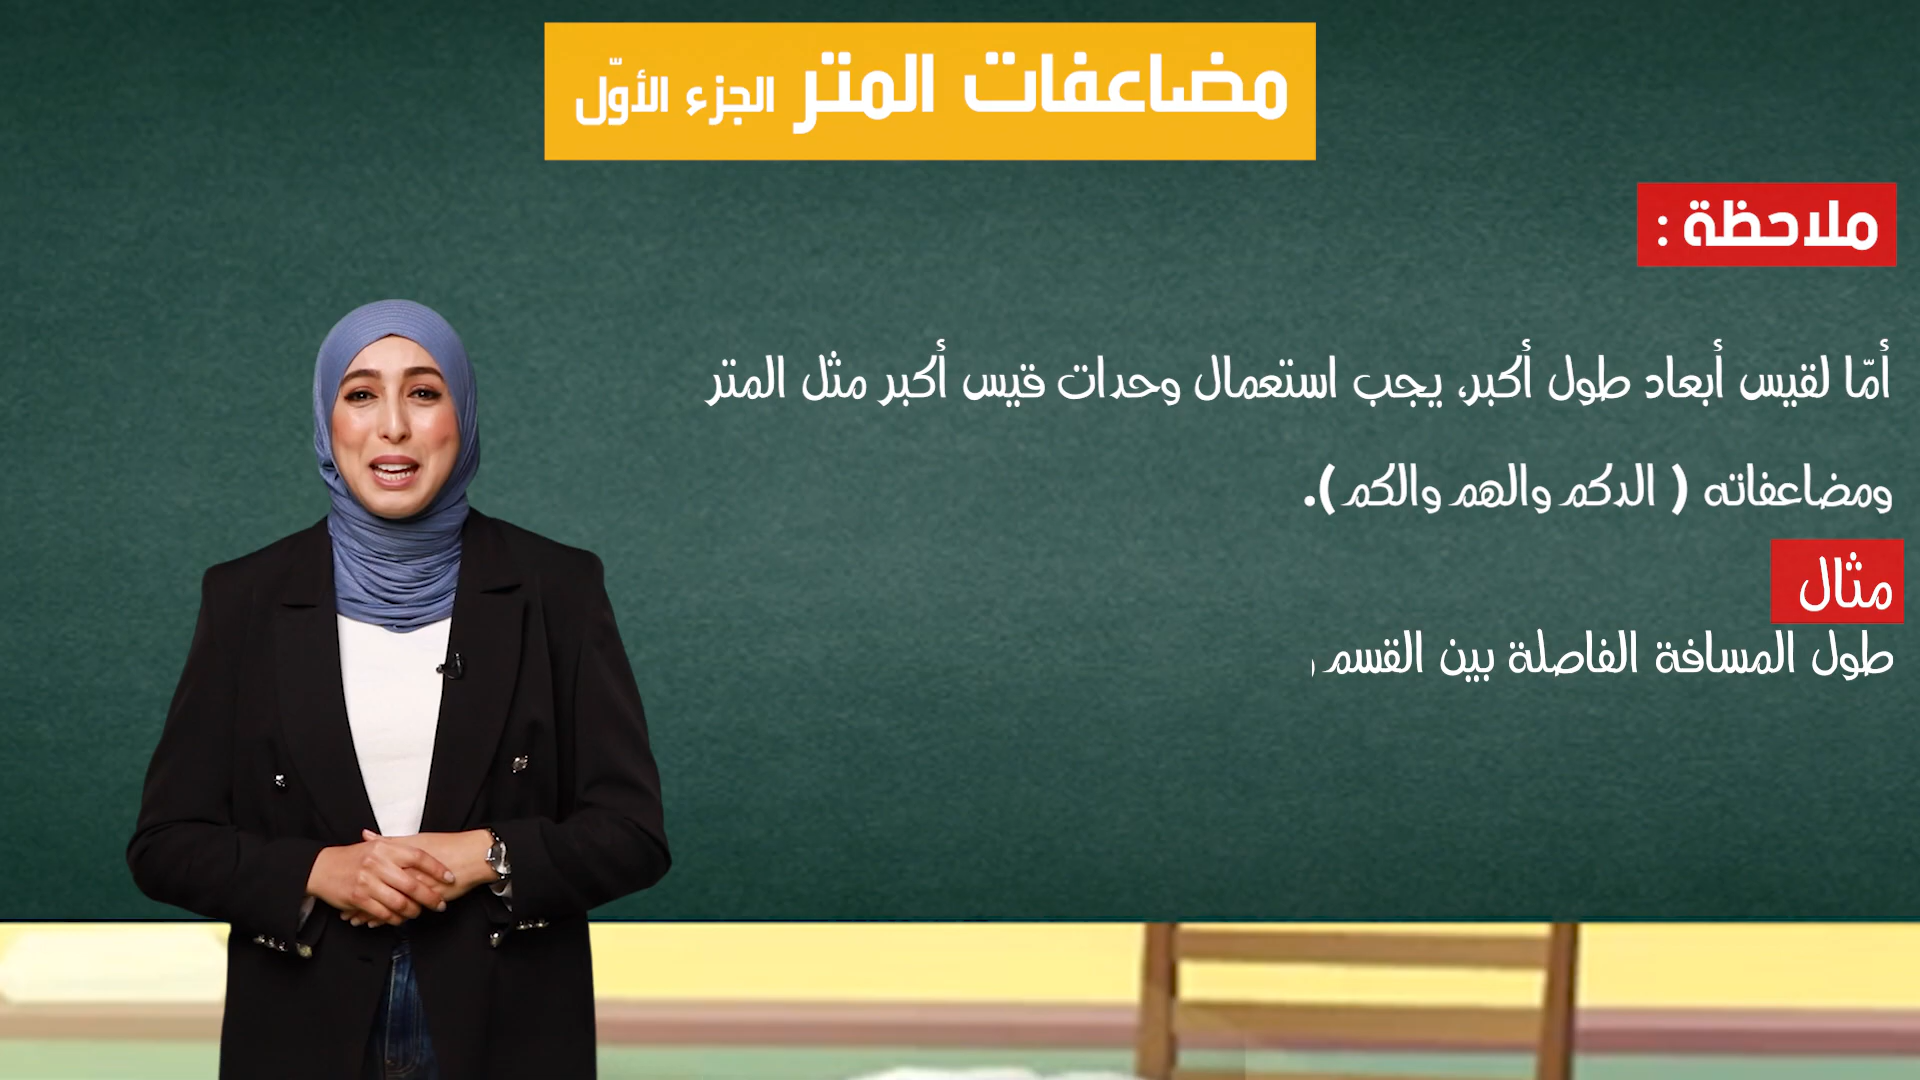 مضاعفات المتر الجزء الأوّل
ملاحظة :
أمّا لقيس أبعاد طول أكبر، يجب استعمال وحدات قيس أكبر مثل المتر
ومضاعفاته ( الدكم والهم والكم ).
مثال
طول المسافة الفاصلة بين القسم